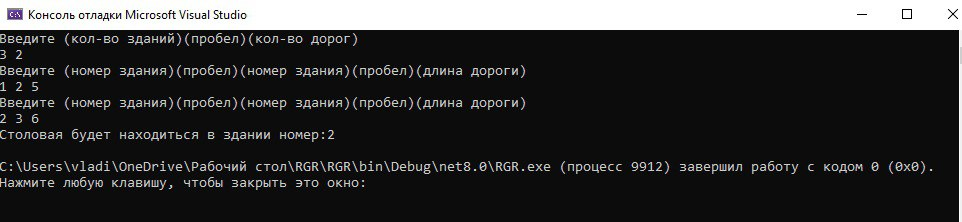 Консоль отладки Microsoft Visual Studio
Введите (кол-во зданий)(пробел)(кол-во дорог)
3 2
Введите (номер здания)(пробел)(номер здания)(пробел)(длина дороги)
1 2 5
Введите (номер здания)(пробел)(номер здания)(пробел)(длина дороги)
2 3 6
Столовая будет находиться в здании номер:2
C:\Users\vladi\OneDrive\Рабочий стол\RGR\RGR\bin\Debug\net8.0\RGR.exe (процесс 9912) завершил работу с кодом 0 (0x0).
Нажмите любую клавишу, чтобы закрыть это окно: